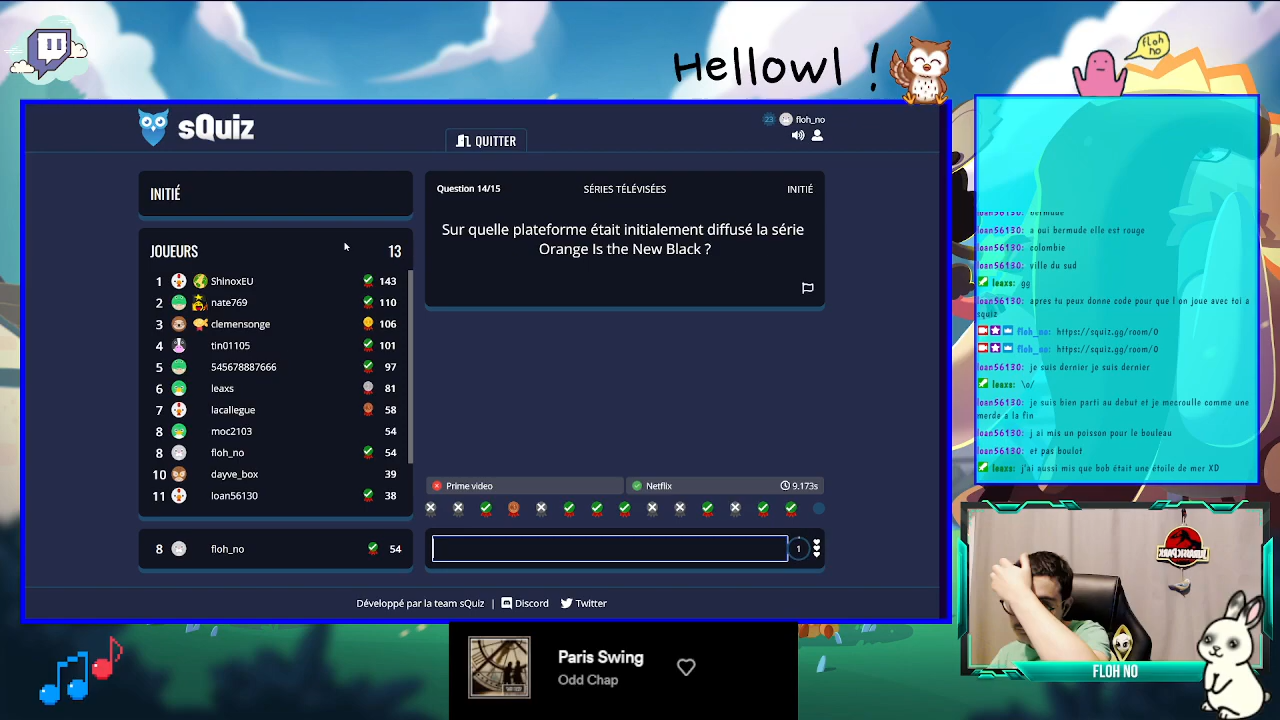 Hellowl !
floh
no
sQuiz
QUITTER
23 floh_no
INITIÉ
JOUEURS 13
1 ShInoxEU 143
2 nate769 110
3 clemensonge 106
4 tin01105 101
5 545678887666 97
6 leaxs 81
7 lacallegue 58
8 moc2103 54
8 floh_no 54
10 dayve_box 39
11 loan56130 38
8 floh_no 54
Question 14/15 SÉRIES TÉLÉVISÉES INITIÉ
Sur quelle plateforme était initialement diffusé la série
Orange Is the New Black ?
Prime video Netflix 9.173s
1
Développé par la team sQuiz | Discord Twitter
loan56130: bermude
loan56130: a oui bermude elle est rouge
loan56130: colombie
loan56130: ville du sud
leaxs: gg
loan56130: apres tu peux donne code pour que l on joue avec toi a
squiz
floh_no: https://squiz.gg/room/0
floh_no: https://squiz.gg/room/0
loan56130: je suis dernier je suis dernier
leaxs: \o/
loan56130: je suis bien parti au debut et je mecroulle comme une
merde a la fin
loan56130: j ai mis un poisson pour le bouleau
loan56130: et pas boulot
leaxs: j'ai aussi mis que bob était une étoile de mer XD
JURASSIC PARK
FLOH NO
Paris Swing
Odd Chap